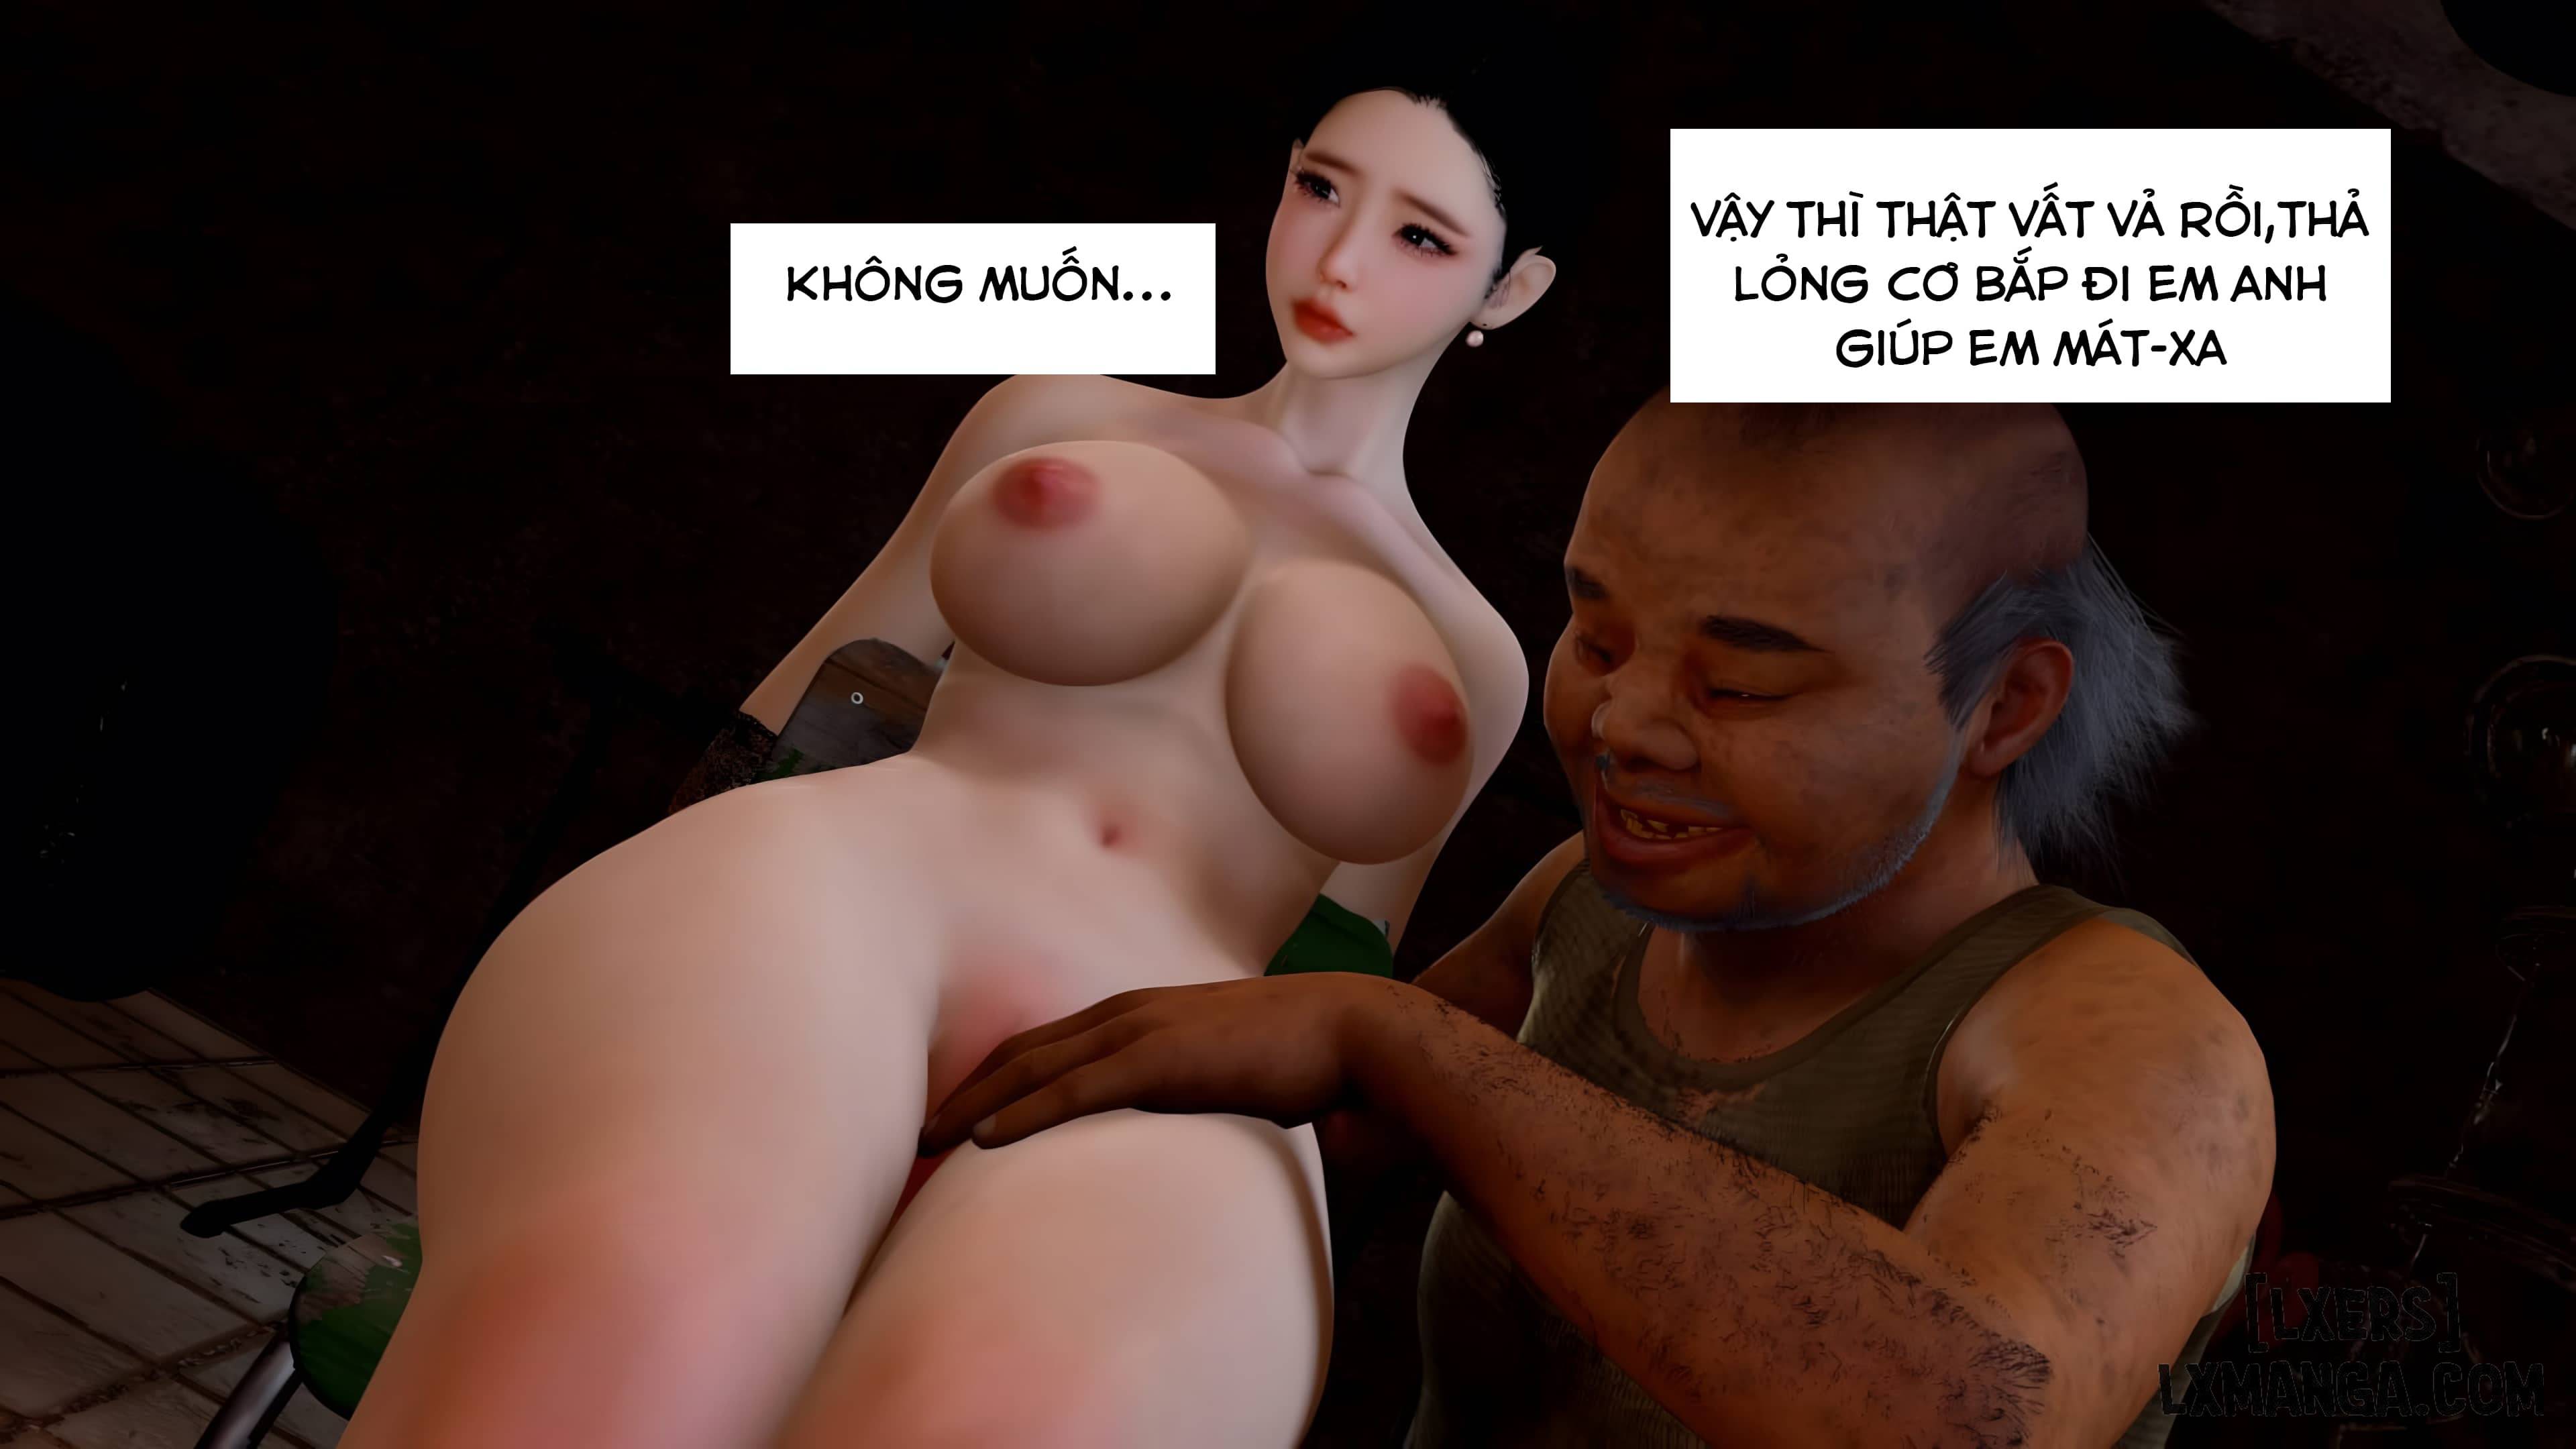 KHÔNG MUỐN...
VẬY THÌ THẬT VẤT VẢ RỒI,THẢ
LỎNG CƠ BẮP ĐI EM ANH
GIÚP EM MÁT-XA
[LXERS]
LXMANGA.COM